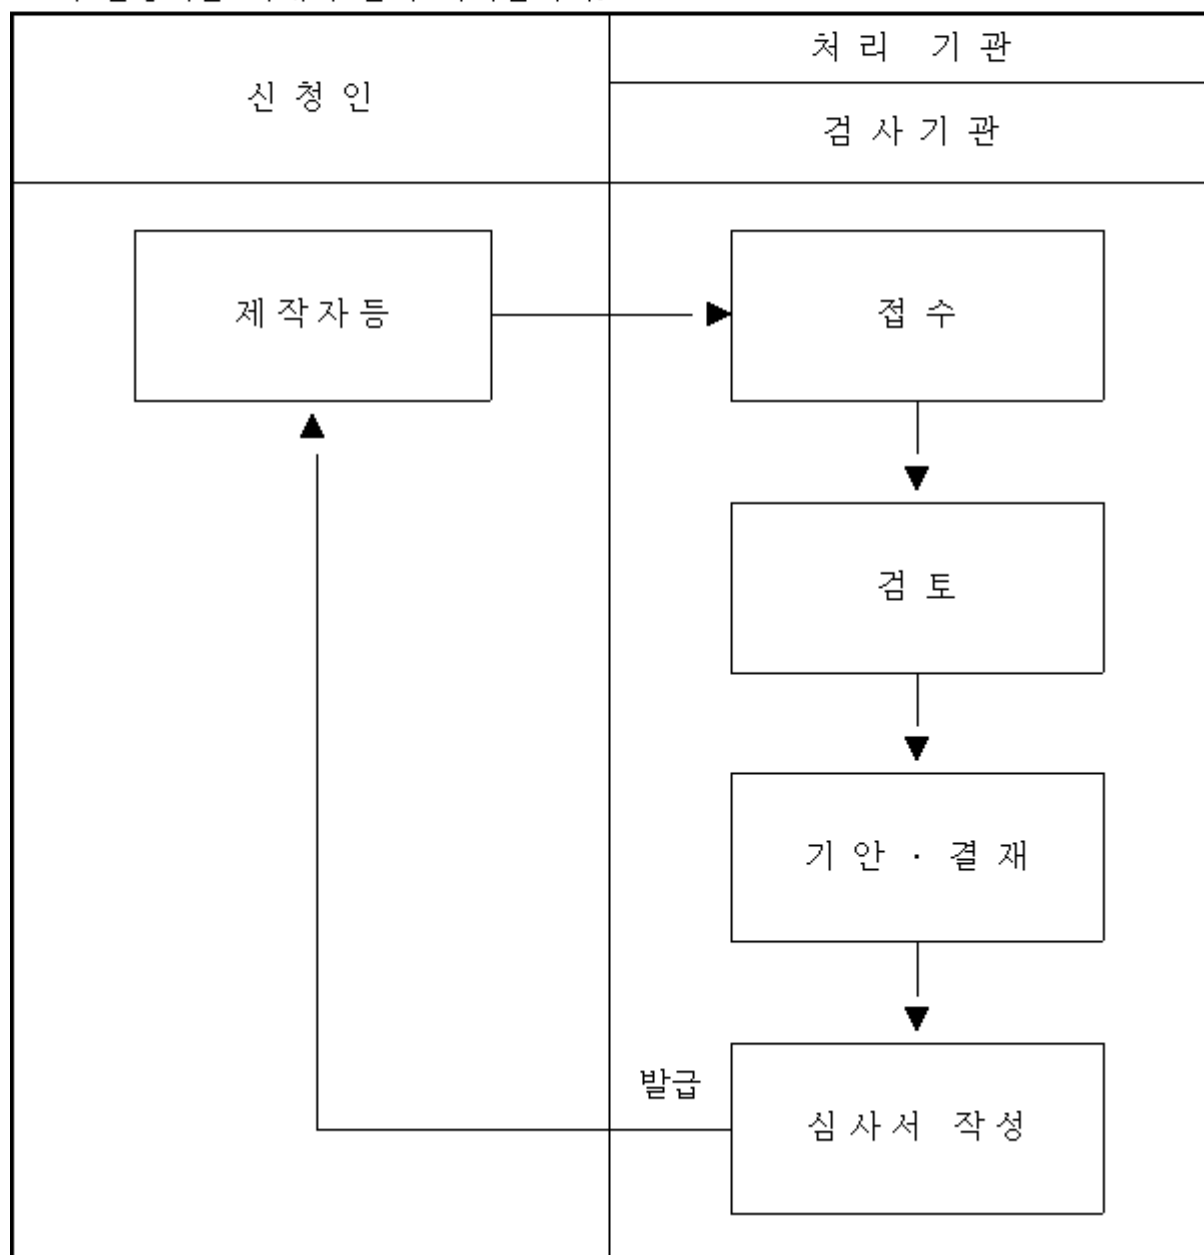 처 리 기 관
신 청 인
검 사 기 관
제 작 자 등
접 수
검 토
기 안 · 결 재
발급
심 사 서 작 성